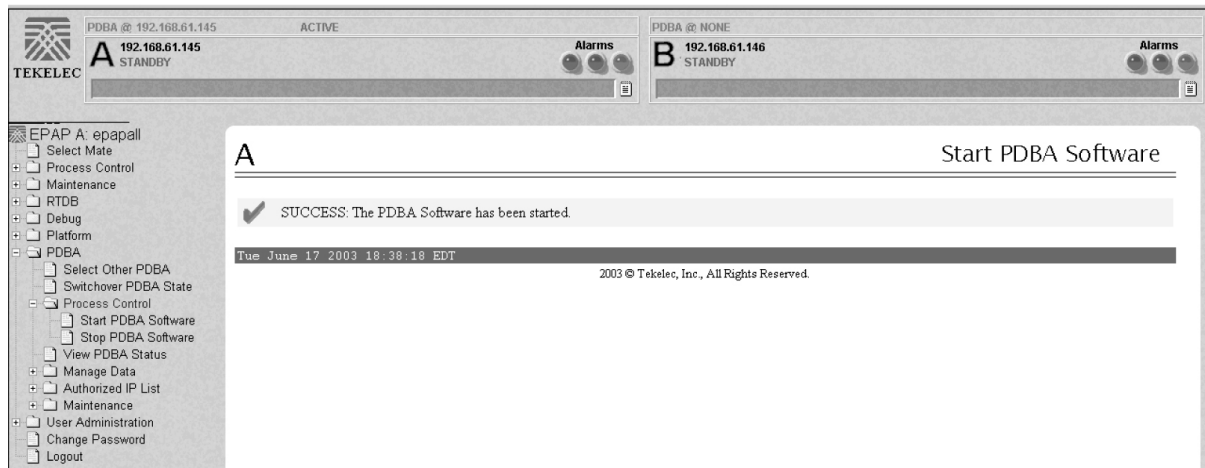 PDBA @ 192.168.61.145 ACTIVE
A 192.168.61.145
STANDBY
Alarms
TEKELEC
PDBA @ NONE
B 192.168.61.146
STANDBY
Alarms
EPAP A: epapall
Select Mate
Process Control
Maintenance
RTDB
Debug
Platform
PDBA
Select Other PDBA
Switchover PDBA State
Process Control
Start PDBA Software
Stop PDBA Software
View PDBA Status
Manage Data
Authorized IP List
Maintenance
User Administration
Change Password
Logout
A Start PDBA Software
SUCCESS: The PDBA Software has been started.
Tue June 17 2003 18:38:18 EDT
2003 © Tekelec, Inc., All Rights Reserved.